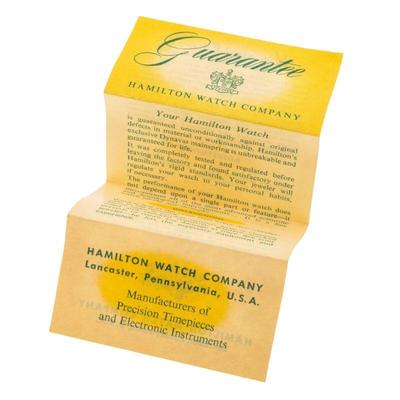 Guarantee
HAMILTON WATCH COMPANY
Your Hamilton Watch
is guaranteed unconditionally against original
defects in material or workmanship. Hamilton's
exclusive Dynavar mainspring is unbreakable and
guaranteed for life.
It was completely tested and regulated before
leaving the factory and found satisfactory under
Hamilton's rigid standards. Your jeweler will
regulate your watch to your personal habits,
if necessary.
The performance of your Hamilton watch does
not depend upon a single part or feature—it
HAMILTON WATCH COMPANY
Lancaster, Pennsylvania, U.S.A.
Manufacturers of
Precision Timepieces
and Electronic Instruments